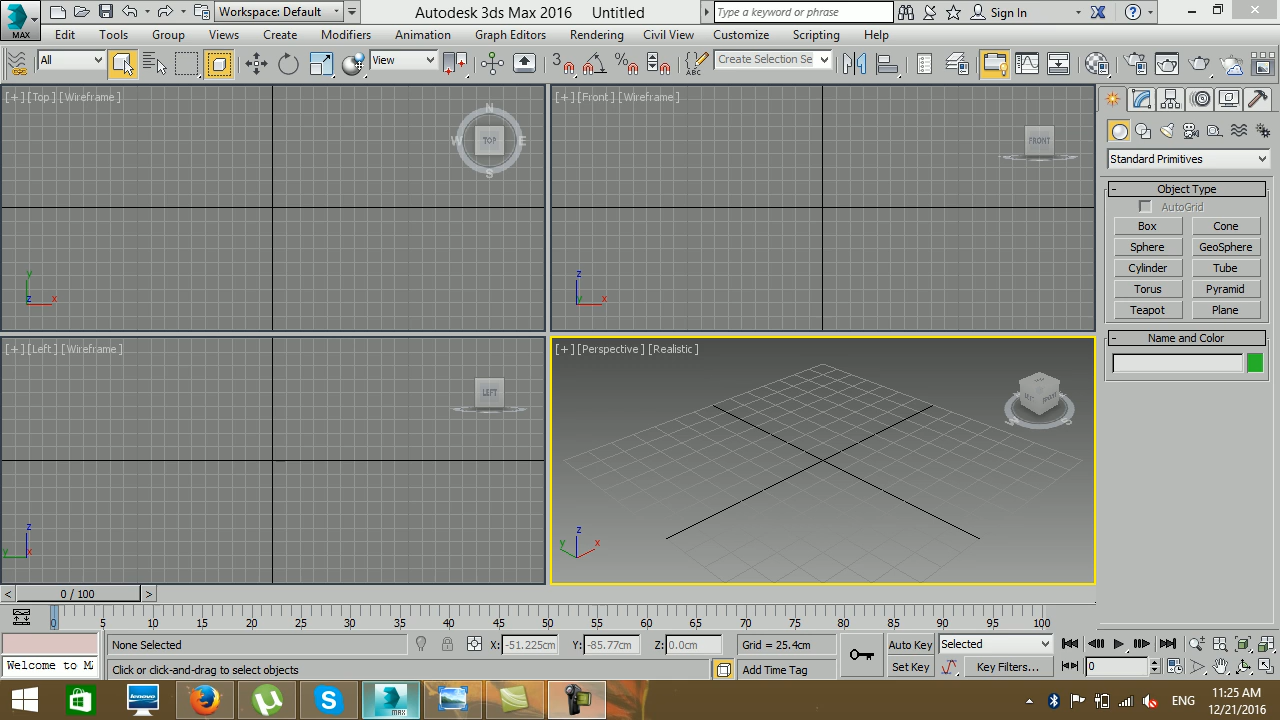 Workspace: Default
Autodesk 3ds Max 2016 Untitled
Type a keyword or phrase
Sign In
MAX
Edit Tools Group Views Create Modifiers Animation Graph Editors Rendering Civil View Customize Scripting Help
All
View
3
%
ABC
Create Selection Se
[+] [Top] [Wireframe]
N
W TOP E
S
y
z x
[+] [Front] [Wireframe]
FRONT
z
y x
[+] [Left] [Wireframe]
LEFT
z
y x
[+] [Perspective] [Realistic]
z
y x
Standard Primitives
- Object Type
AutoGrid
Box Cone
Sphere GeoSphere
Cylinder Tube
Torus Pyramid
Teapot Plane
- Name and Color
< 0 / 100 >
0 5 10 15 20 25 30 35 40 45 50 55 60 65 70 75 80 85 90 95 100
None Selected
X: -51.225cm Y: -85.77cm Z: 0.0cm
Grid = 25.4cm
Auto Key Selected
Welcome to M
Click or click-and-drag to select objects
Add Time Tag
Set Key Key Filters...
0
lenovo
MAX
ENG
11:25 AM
12/21/2016